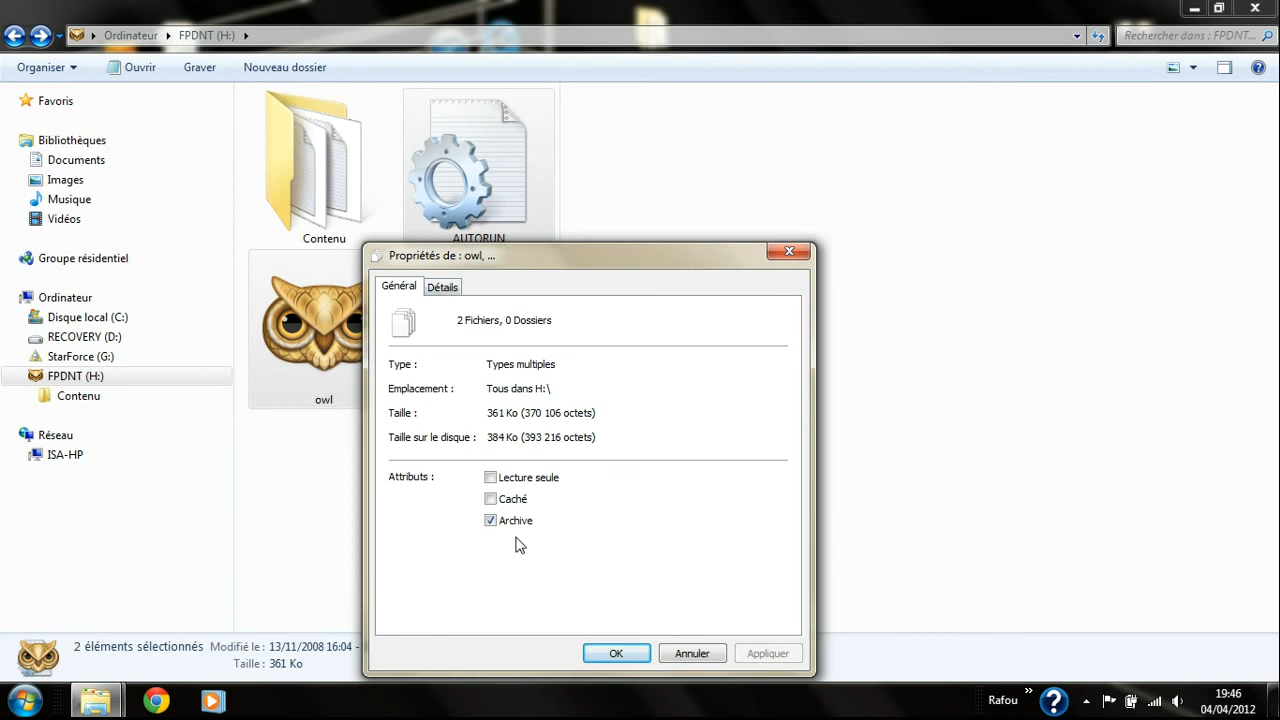 Ordinateur
FPDNT (H:)
Rechercher dans : FPDNT...
Organiser
Ouvrir
Graver
Nouveau dossier
Favoris
Bibliothèques
Documents
Images
Musique
Vidéos
Groupe résidentiel
Ordinateur
Disque local (C:)
RECOVERY (D:)
StarForce (G:)
FPDNT (H:)
Contenu
Réseau
ISA-HP
Contenu
AUTORUN
owl
Propriétés de : owl, ...
Général
Détails
2 Fichiers, 0 Dossiers
Type :
Types multiples
Emplacement :
Tous dans H:\
Taille :
361 Ko (370 106 octets)
Taille sur le disque :
384 Ko (393 216 octets)
Attributs :
Lecture seule
Caché
Archive
OK
Annuler
Appliquer
2 éléments sélectionnés
Modifié le : 13/11/2008 16:04 -
Taille : 361 Ko
Rafou
»
19:46
04/04/2012